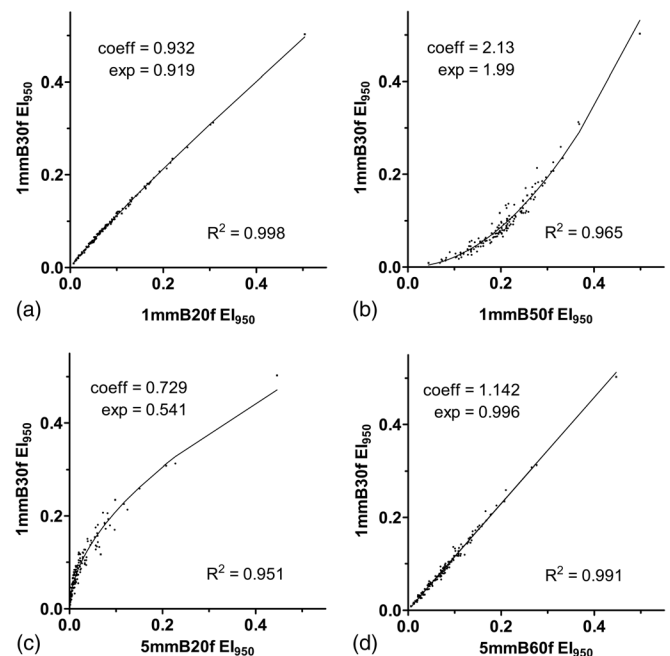 coeff = 0.932
exp = 0.919
R² = 0.998
1mmB30f EI₉₅₀
0.4
0.2
0.0
0.0 0.2 0.4
1mmB20f EI₉₅₀
(a)
coeff = 2.13
exp = 1.99
R² = 0.965
1mmB30f EI₉₅₀
0.4
0.2
0.0
0.0 0.2 0.4
1mmB50f EI₉₅₀
(b)
coeff = 0.729
exp = 0.541
R² = 0.951
1mmB30f EI₉₅₀
0.4
0.2
0.0
0.0 0.2 0.4
5mmB20f EI₉₅₀
(c)
coeff = 1.142
exp = 0.996
R² = 0.991
1mmB30f EI₉₅₀
0.4
0.2
0.0
0.0 0.2 0.4
5mmB60f EI₉₅₀
(d)